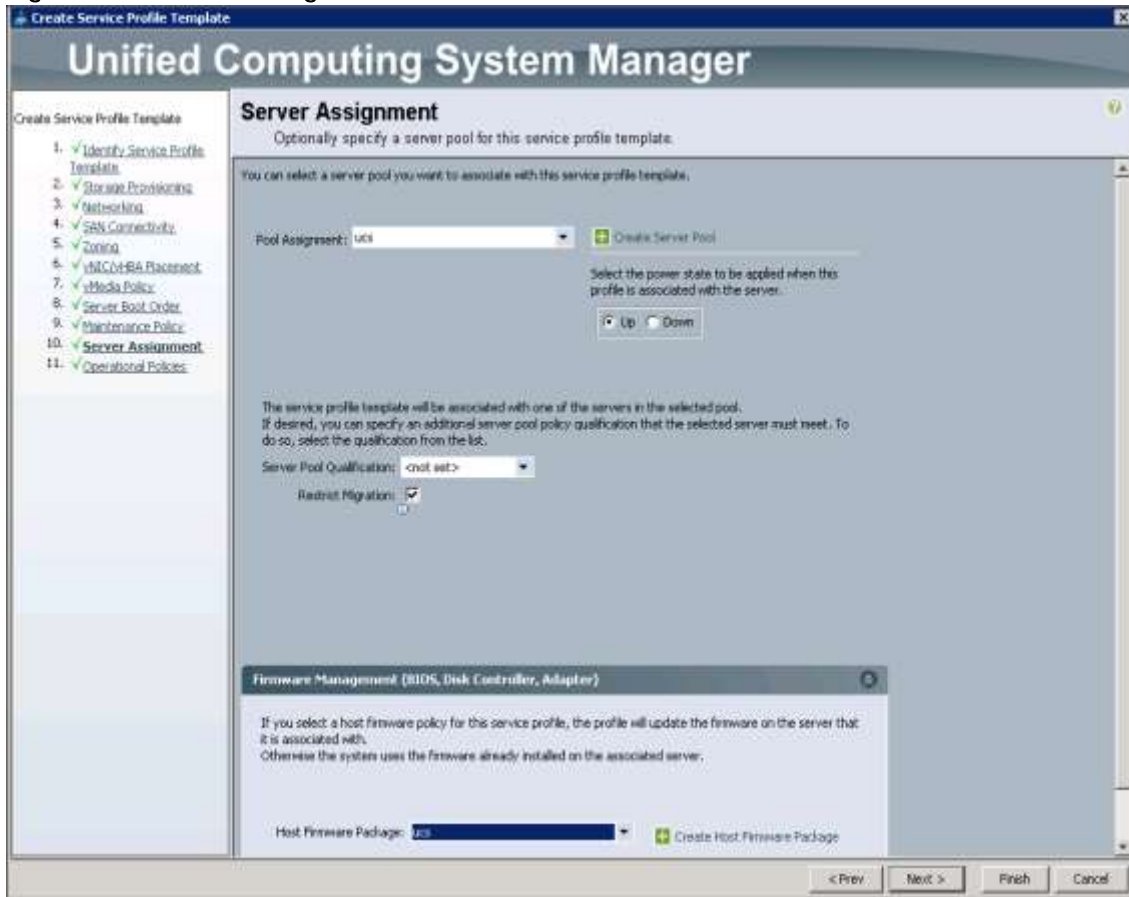 Create Service Profile Template
Unified Computing System Manager
Create Service Profile Template
1. √ Identify Service Profile
Template
2. √ Storage Provisioning
3. √ Networking
4. √ SAN Connectivity
5. √ Zoning
6. √ vNIC/vHBA Placement
7. √ vMedia Policy
8. √ Server Boot Order
9. √ Maintenance Policy
10. √ Server Assignment
11. √ Operational Policies
Server Assignment
Optionally specify a server pool for this service profile template.
You can select a server pool you want to associate with this service profile template.
Pool Assignment: ucs
Create Server Pool
Select the power state to be applied when this
profile is associated with the server.
Up Down
The service profile template will be associated with one of the servers in the selected pool.
If desired, you can specify an additional server pool policy qualification that the selected server must meet. To
do so, select the qualification from the list.
Server Pool Qualification: <not set>
Restrict Migration:
Firmware Management (BIOS, Disk Controller, Adapter)
If you select a host firmware policy for this service profile, the profile will update the firmware on the server that
it is associated with.
Otherwise the system uses the firmware already installed on the associated server.
Host Firmware Package: ucs
Create Host Firmware Package
< Prev Next > Finish Cancel